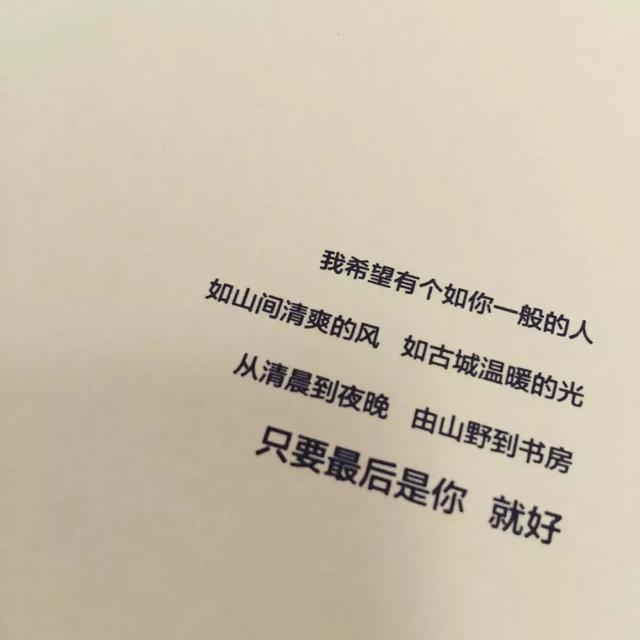 我希望有个如你一般的人
如山间清爽的风 如古城温暖的光
从清晨到夜晚 由山野到书房
只要最后是你 就好